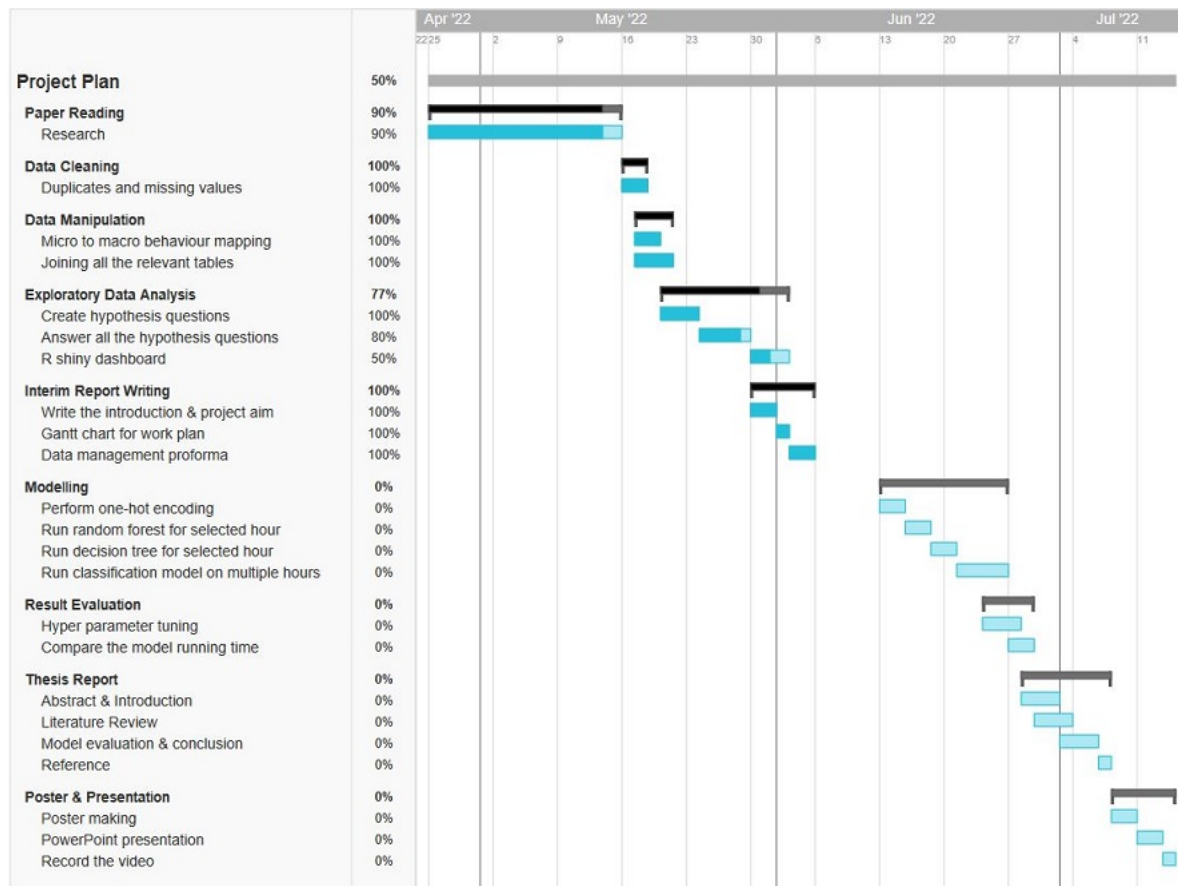 Apr '22 May '22 Jun '22 Jul '22
22 25 2 9 16 23 30 6 13 20 27 4 11
Project Plan 50%
Paper Reading 90%
Research 90%
Data Cleaning 100%
Duplicates and missing values 100%
Data Manipulation 100%
Micro to macro behaviour mapping 100%
Joining all the relevant tables 100%
Exploratory Data Analysis 77%
Create hypothesis questions 100%
Answer all the hypothesis questions 80%
R shiny dashboard 50%
Interim Report Writing 100%
Write the introduction & project aim 100%
Gantt chart for work plan 100%
Data management proforma 100%
Modelling 0%
Perform one-hot encoding 0%
Run random forest for selected hour 0%
Run decision tree for selected hour 0%
Run classification model on multiple hours 0%
Result Evaluation 0%
Hyper parameter tuning 0%
Compare the model running time 0%
Thesis Report 0%
Abstract & Introduction 0%
Literature Review 0%
Model evaluation & conclusion 0%
Reference 0%
Poster & Presentation 0%
Poster making 0%
PowerPoint presentation 0%
Record the video 0%